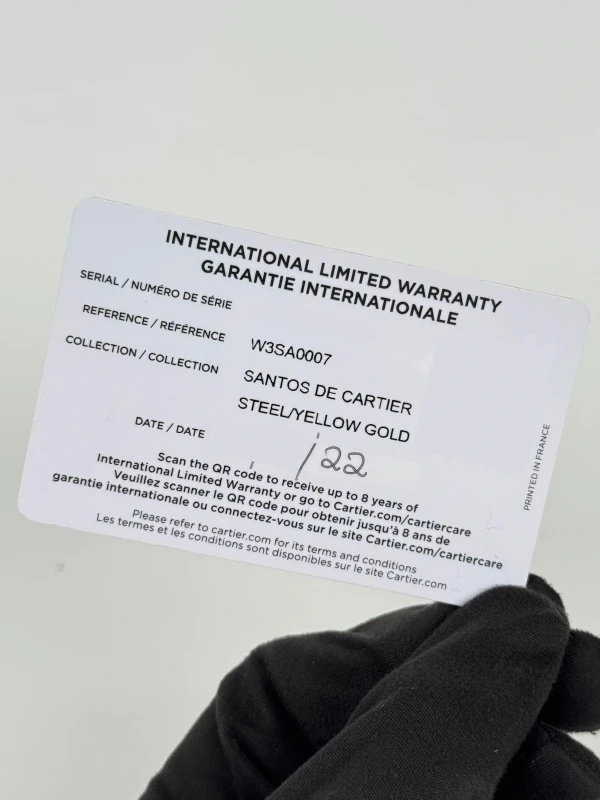 INTERNATIONAL LIMITED WARRANTY
GARANTIE INTERNATIONALE
SERIAL / NUMÉRO DE SÉRIE
REFERENCE / RÉFÉRENCE W3SA0007
COLLECTION / COLLECTION SANTOS DE CARTIER
STEEL/YELLOW GOLD
DATE / DATE /22
Scan the QR code to receive up to 8 years of
International Limited Warranty or go to Cartier.com/cartiercare
Veuillez scanner le QR code pour obtenir jusqu'à 8 ans de
garantie internationale ou connectez-vous sur le site Cartier.com/cartiercare
Please refer to cartier.com for its terms and conditions
Les termes et les conditions sont disponibles sur le site Cartier.com
PRINTED IN FRANCE